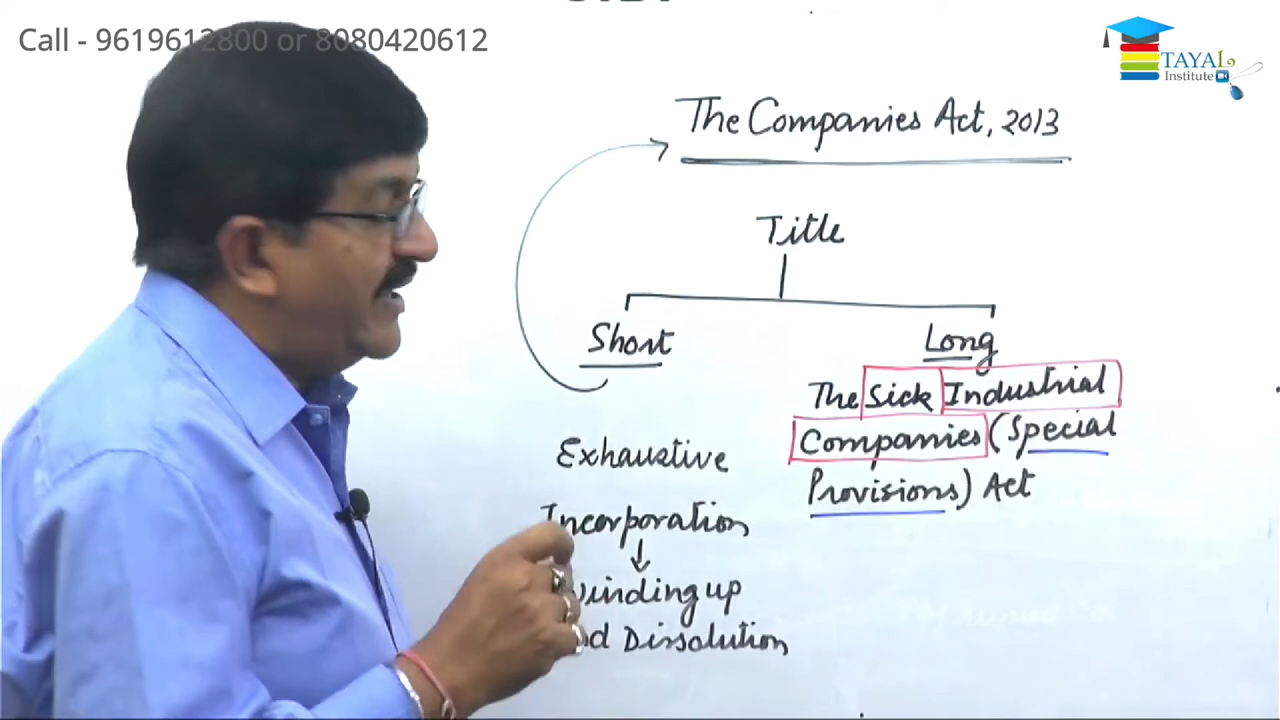 Call - 9619612800 or 8080420612
TAYAL
Institute
The Companies Act, 2013
Title
Short
Long
The Sick Industrial
Companies (Special
Provisions) Act
Exhaustive
Incorporation
winding up
Dissolution